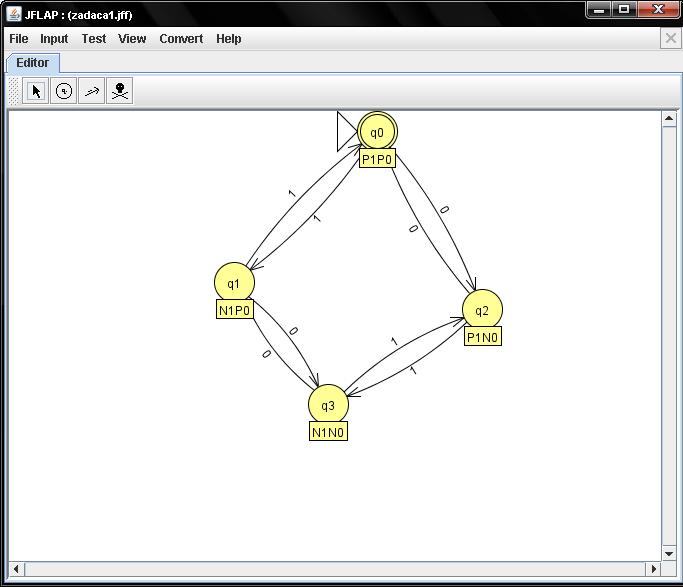 JFLAP : (zadaca1.jff)
File Input Test View Convert Help
Editor
q0
P1P0
1
1
0
0
q1
N1P0
q2
P1N0
0
0
1
1
q3
N1N0